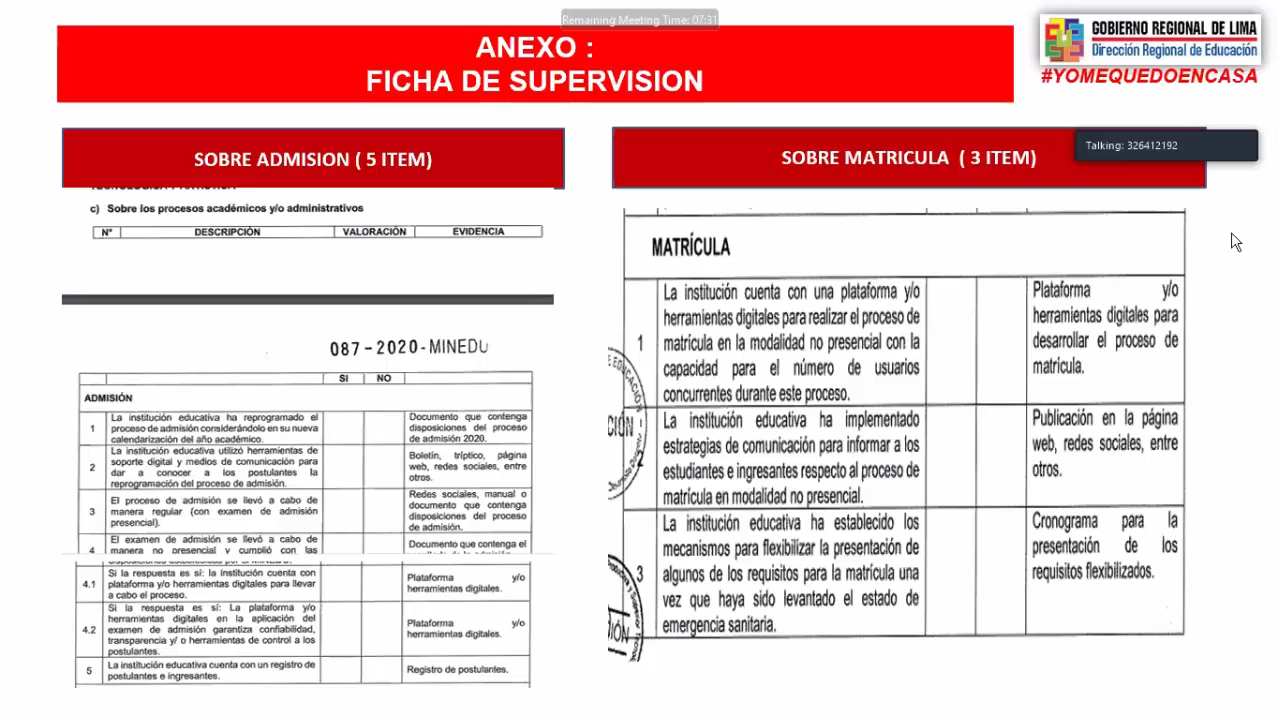 Remaining Meeting Time: 07:31
ANEXO :
FICHA DE SUPERVISION
GOBIERNO REGIONAL DE LIMA
Dirección Regional de Educación
#YOMEQUEDOENCASA
SOBRE ADMISION ( 5 ITEM)
SOBRE MATRICULA ( 3 ITEM)
Talking: 326412192
c) Sobre los procesos académicos y/o administrativos
N° DESCRIPCIÓN VALORACIÓN EVIDENCIA
087-2020-MINEDU
SI NO
ADMISIÓN
1
La institución educativa ha reprogramado el
proceso de admisión considerándolo en su nueva
calendarización del año académico.
Documento que contenga
disposiciones del proceso
de admisión 2020.
2
La institución educativa utilizó herramientas de
soporte digital y medios de comunicación para
dar a conocer a los postulantes la
reprogramación del proceso de admisión.
Boletín, tríptico, página
web, redes sociales, entre
otros.
3
El proceso de admisión se llevó a cabo de
manera regular (con examen de admisión
presencial).
Redes sociales, manual o
documento que contenga
disposiciones del proceso
de admisión.
4
El examen de admisión se llevó a cabo de
manera no presencial y cumplió con las
Documento que contenga el
4.1
Si la respuesta es sí: la institución cuenta con
plataforma y/o herramientas digitales para llevar
a cabo el proceso.
Plataforma y/o
herramientas digitales.
4.2
Si la respuesta es sí: La plataforma y/o
herramientas digitales en la aplicación del
examen de admisión garantiza confiabilidad,
transparencia y/ o herramientas de control a los
postulantes.
Plataforma y/o
herramientas digitales.
5
La institución educativa cuenta con un registro de
postulantes e ingresantes.
Registro de postulantes.
MATRÍCULA
1
La institución cuenta con una plataforma y/o
herramientas digitales para realizar el proceso de
matrícula en la modalidad no presencial con la
capacidad para el número de usuarios
concurrentes durante este proceso.
Plataforma y/o
herramientas digitales para
desarrollar el proceso de
matrícula.
La institución educativa ha implementado
estrategias de comunicación para informar a los
estudiantes e ingresantes respecto al proceso de
matrícula en modalidad no presencial.
Publicación en la página
web, redes sociales, entre
otros.
3
La institución educativa ha establecido los
mecanismos para flexibilizar la presentación de
algunos de los requisitos para la matrícula una
vez que haya sido levantado el estado de
emergencia sanitaria.
Cronograma para la
presentación de los
requisitos flexibilizados.